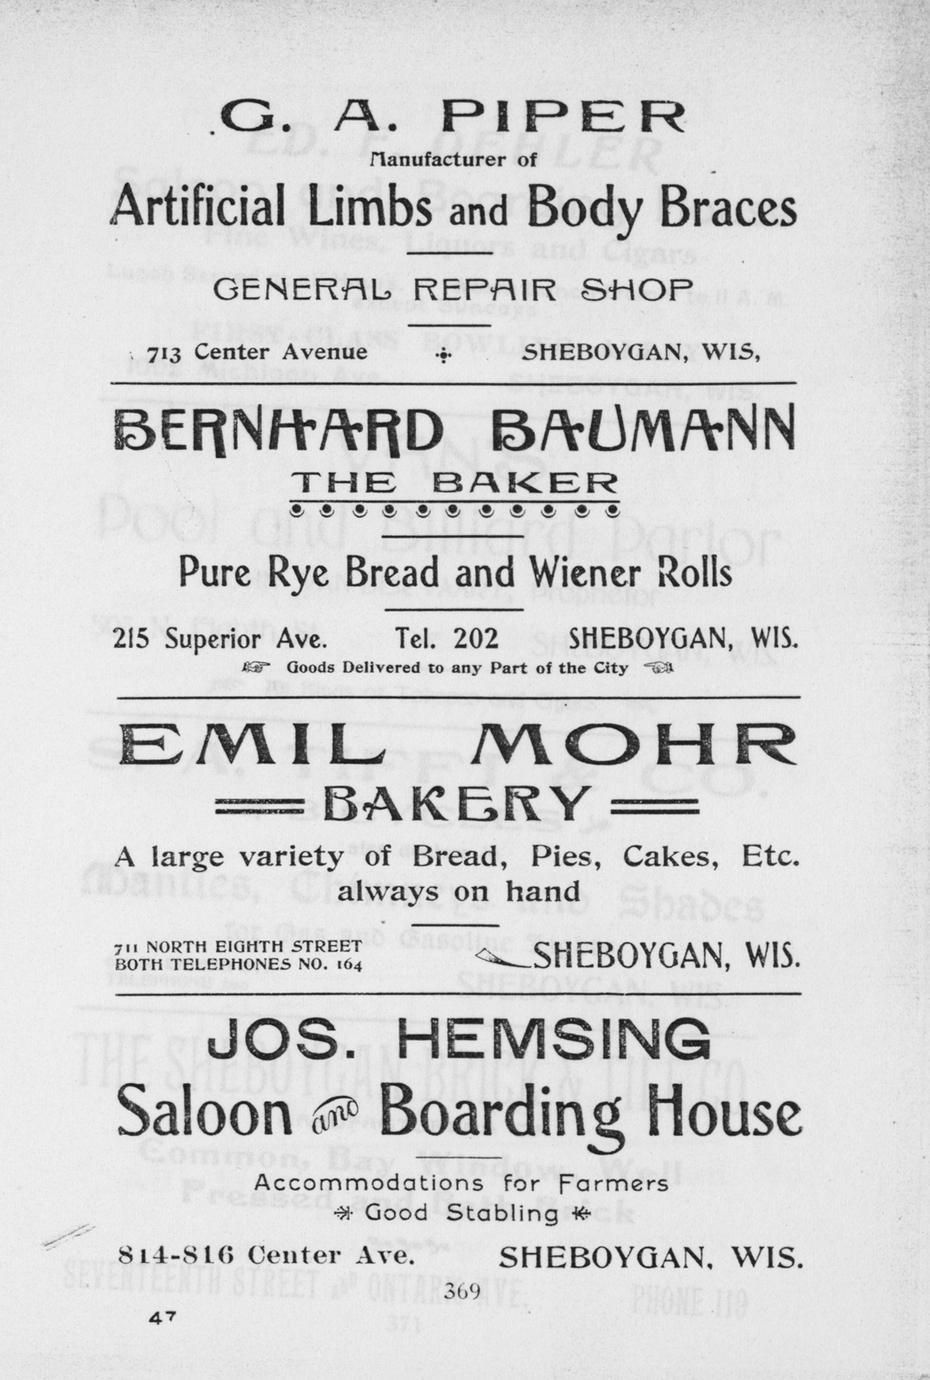 G. A. PIPER
Manufacturer of
Artificial Limbs and Body Braces
GENERAL REPAIR SHOP
713 Center Avenue SHEBOYGAN, WIS,
BERNHARD BAUMANN
THE BAKER
Pure Rye Bread and Wiener Rolls
215 Superior Ave. Tel. 202 SHEBOYGAN, WIS.
Goods Delivered to any Part of the City
EMIL MOHR
BAKERY
A large variety of Bread, Pies, Cakes, Etc.
always on hand
711 NORTH EIGHTH STREET
BOTH TELEPHONES NO. 164
SHEBOYGAN, WIS.
JOS. HEMSING
Saloon and Boarding House
Accommodations for Farmers
Good Stabling
814-816 Center Ave. SHEBOYGAN, WIS.
369
47